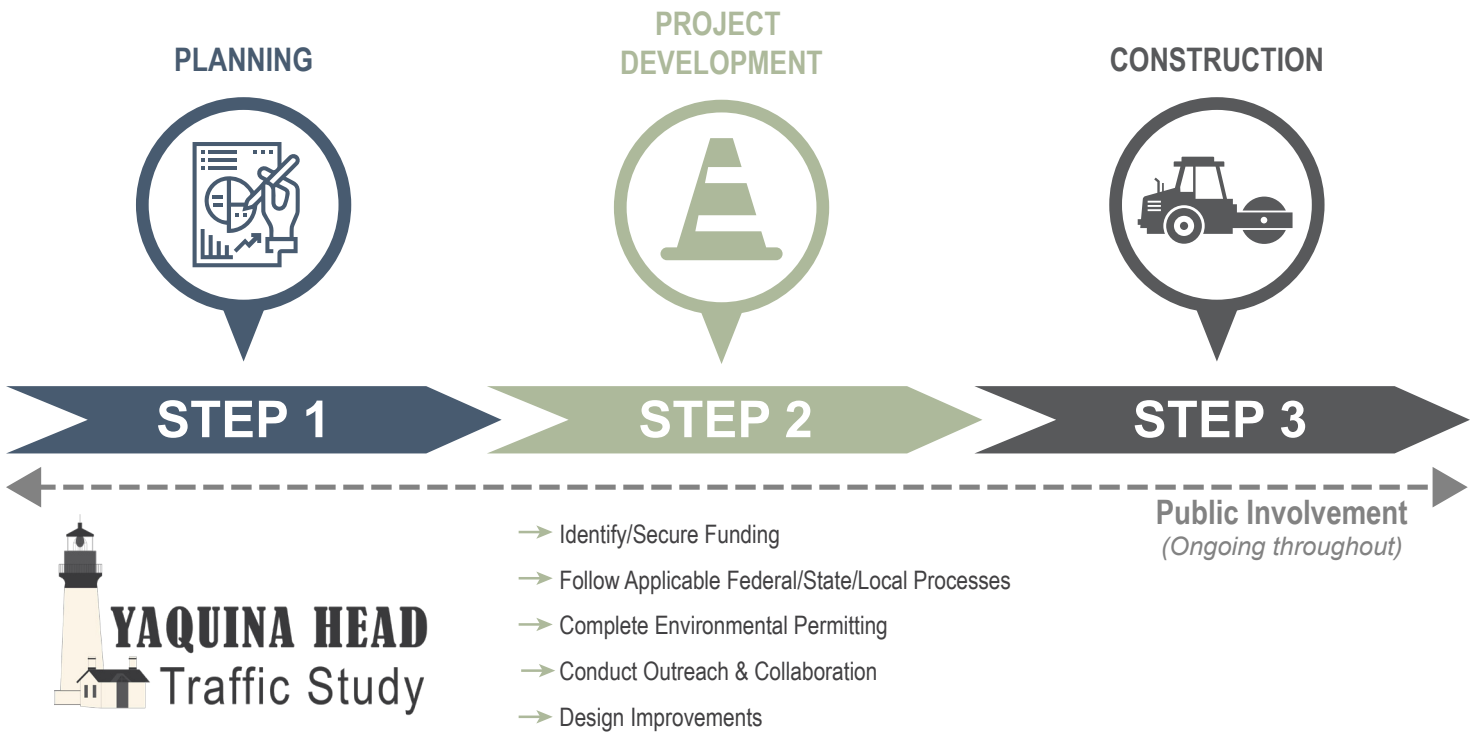 PLANNING
PROJECT
DEVELOPMENT
CONSTRUCTION
STEP 1
STEP 2
STEP 3
Public Involvement
(Ongoing throughout)
YAQUINA HEAD
Traffic Study
Identify/Secure Funding
Follow Applicable Federal/State/Local Processes
Complete Environmental Permitting
Conduct Outreach & Collaboration
Design Improvements